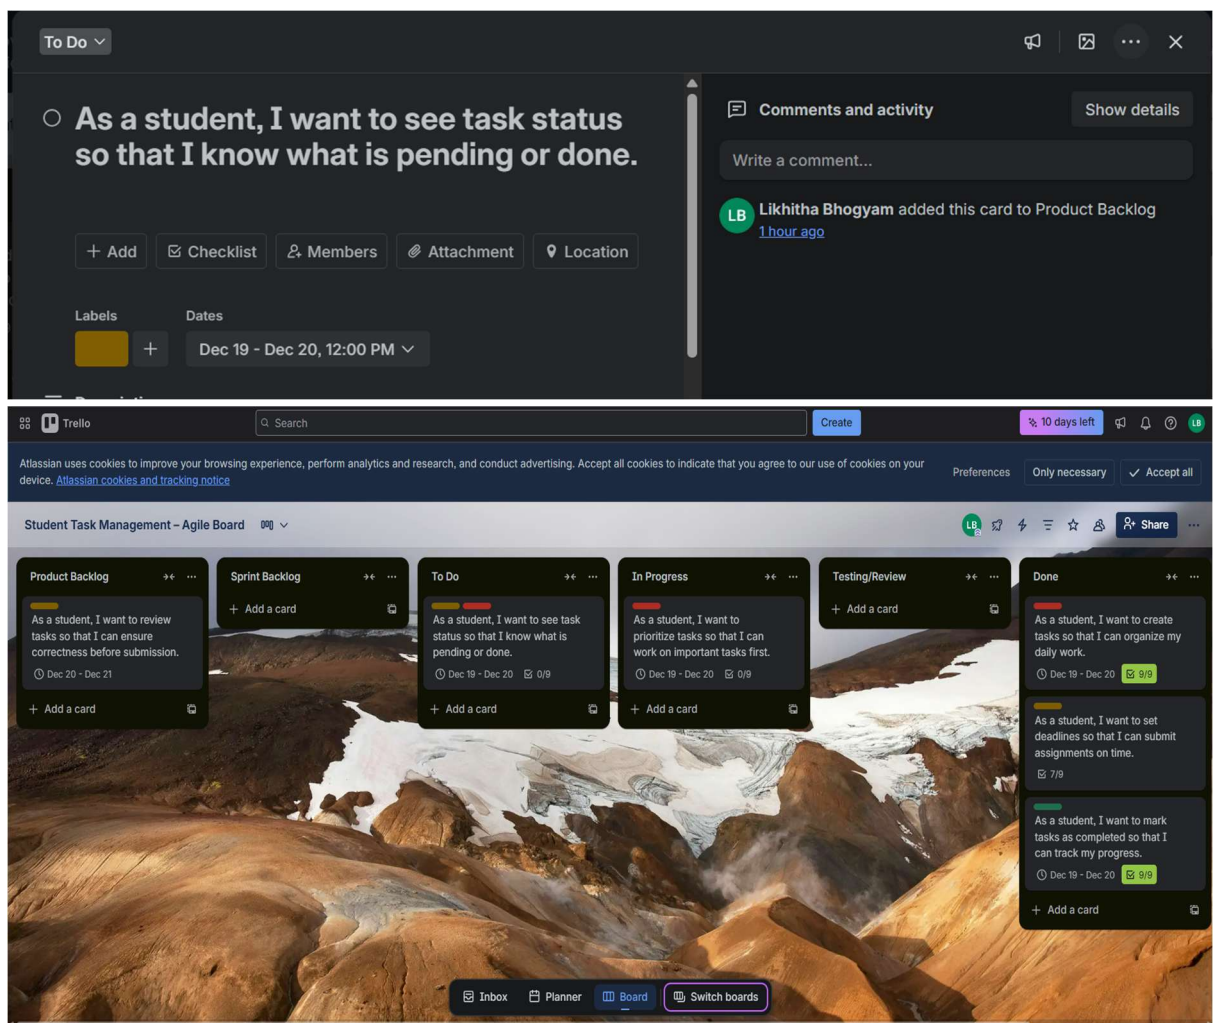 To Do
As a student, I want to see task status
so that I know what is pending or done.
+ Add
Checklist
Members
Attachment
Location
Labels
Dates
+
Dec 19 - Dec 20, 12:00 PM
Comments and activity
Show details
Write a comment...
LB
Likhitha Bhogyam added this card to Product Backlog
1 hour ago
Trello
Search
Create
10 days left
LB
Atlassian uses cookies to improve your browsing experience, perform analytics and research, and conduct advertising. Accept all cookies to indicate that you agree to our use of cookies on your
device. Atlassian cookies and tracking notice
Preferences
Only necessary
Accept all
Student Task Management – Agile Board
LB
Share
Product Backlog
As a student, I want to review
tasks so that I can ensure
correctness before submission.
Dec 20 - Dec 21
+ Add a card
Sprint Backlog
+ Add a card
To Do
As a student, I want to see task
status so that I know what is
pending or done.
Dec 19 - Dec 20 0/9
+ Add a card
In Progress
As a student, I want to
prioritize tasks so that I can
work on important tasks first.
Dec 19 - Dec 20 0/9
+ Add a card
Testing/Review
+ Add a card
Done
As a student, I want to create
tasks so that I can organize my
daily work.
Dec 19 - Dec 20 9/9
As a student, I want to set
deadlines so that I can submit
assignments on time.
7/9
As a student, I want to mark
tasks as completed so that I
can track my progress.
Dec 19 - Dec 20 9/9
+ Add a card
Inbox
Planner
Board
Switch boards